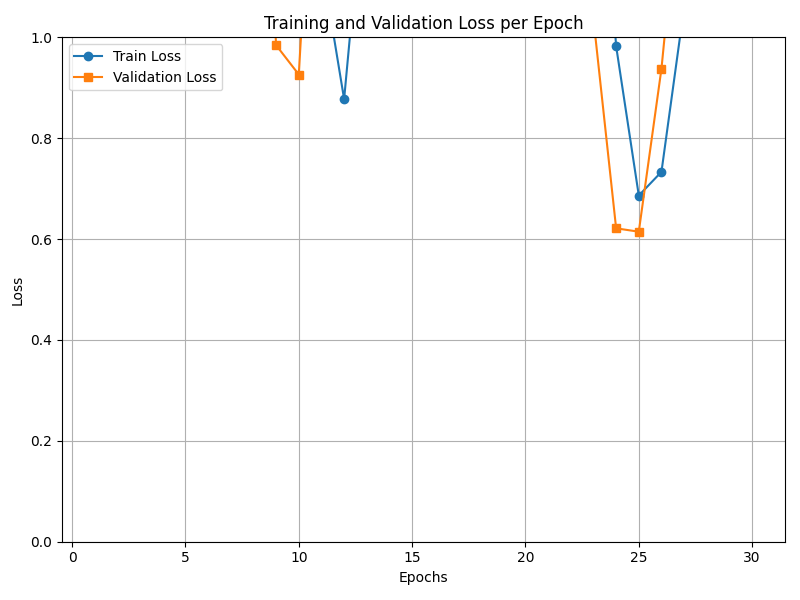 Training and Validation Loss per Epoch
Train Loss
Validation Loss
1.0
0.8
0.6
0.4
0.2
0.0
Loss
0 5 10 15 20 25 30
Epochs